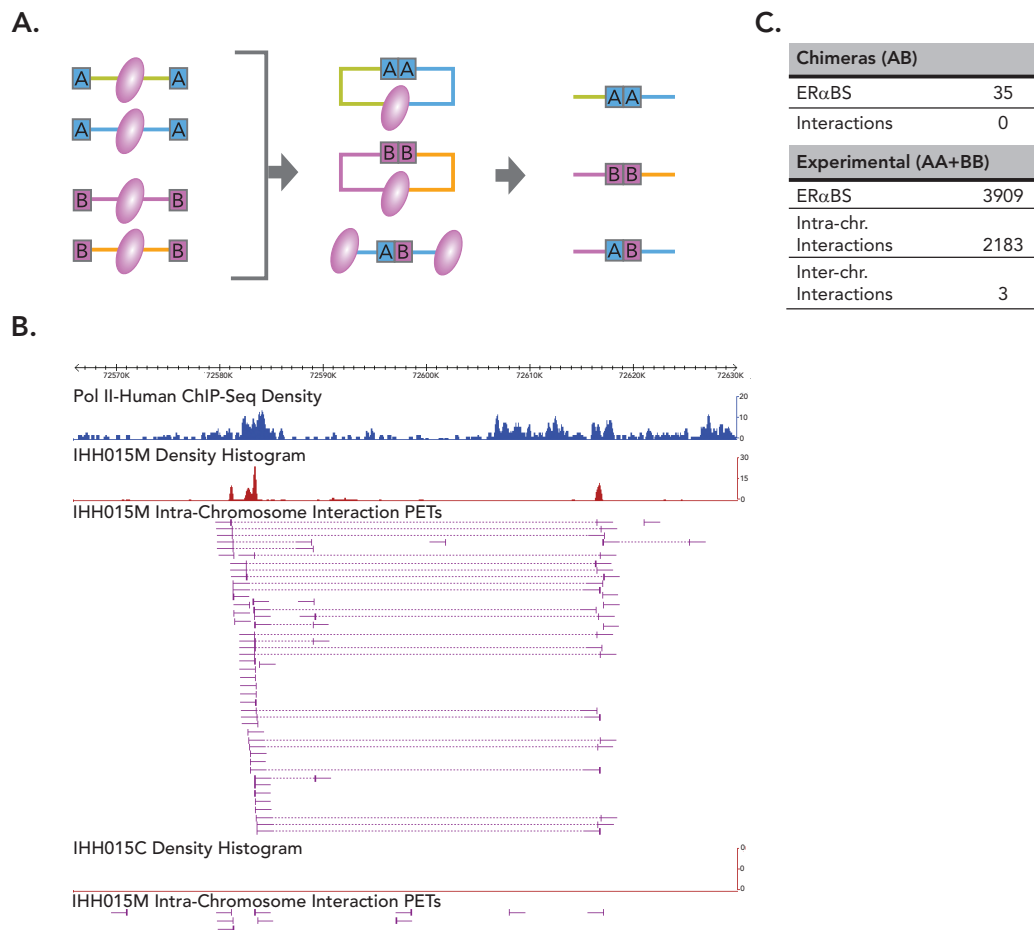 A.
A A
A A
B B
B B
AA
BB
AB
AA
BB
AB
C.
Chimeras (AB)
ERαBS 35
Interactions 0
Experimental (AA+BB)
ERαBS 3909
Intra-chr.
Interactions 2183
Inter-chr.
Interactions 3
B.
72570K 72580K 72590K 72600K 72610K 72620K 72630K
Pol II-Human ChIP-Seq Density
20
10
0
IHH015M Density Histogram
30
15
0
IHH015M Intra-Chromosome Interaction PETs
IHH015C Density Histogram
0
0
0
IHH015M Intra-Chromosome Interaction PETs